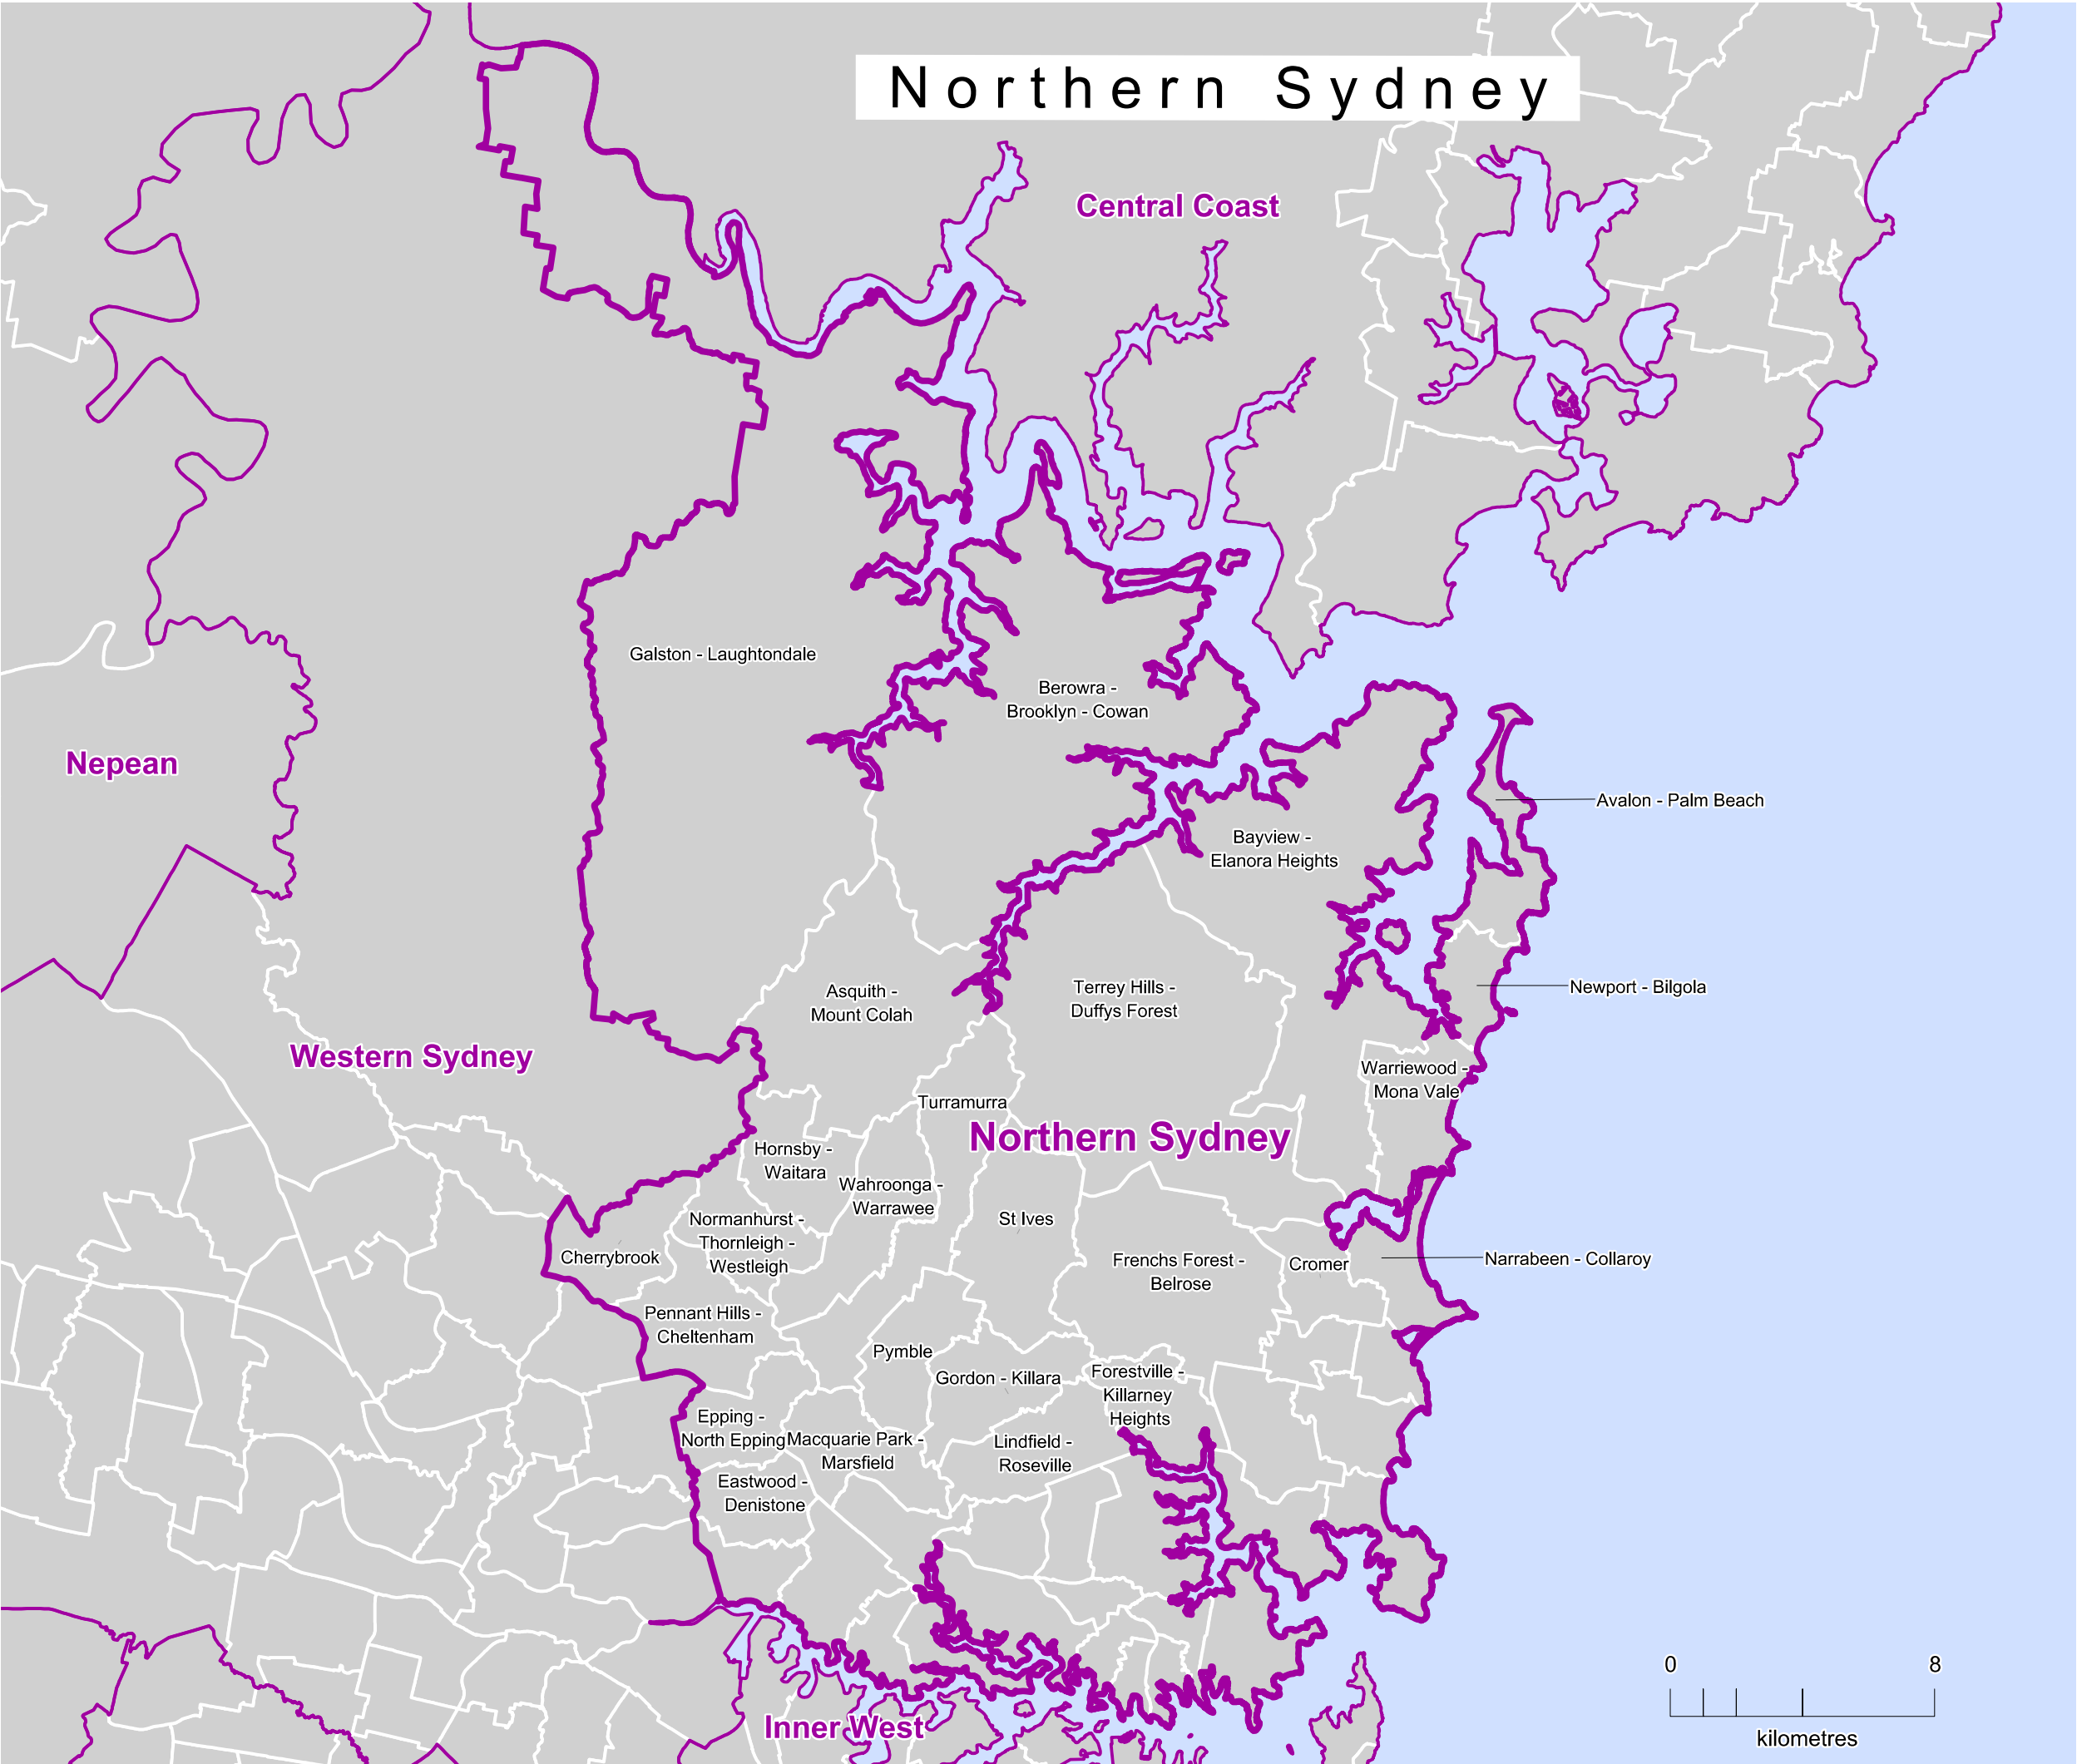 Northern Sydney
Central Coast
Galston - Laughtondale
Berowra -
Brooklyn - Cowan
Nepean
Avalon - Palm Beach
Bayview -
Elanora Heights
Newport - Bilgola
Asquith -
Mount Colah
Terrey Hills -
Duffys Forest
Western Sydney
Warriewood -
Mona Vale
Turramurra
Northern Sydney
Hornsby -
Waitara
Wahroonga -
Warrawee
Normanhurst -
Thornleigh -
Westleigh
St Ives
Cherrybrook
Frenchs Forest -
Belrose
Cromer
Narrabeen - Collaroy
Pennant Hills -
Cheltenham
Pymble
Gordon - Killara
Forestville -
Killarney
Heights
Epping -
North Epping
Macquarie Park -
Marsfield
Lindfield -
Roseville
Eastwood -
Denistone
Inner West
0 8
kilometres